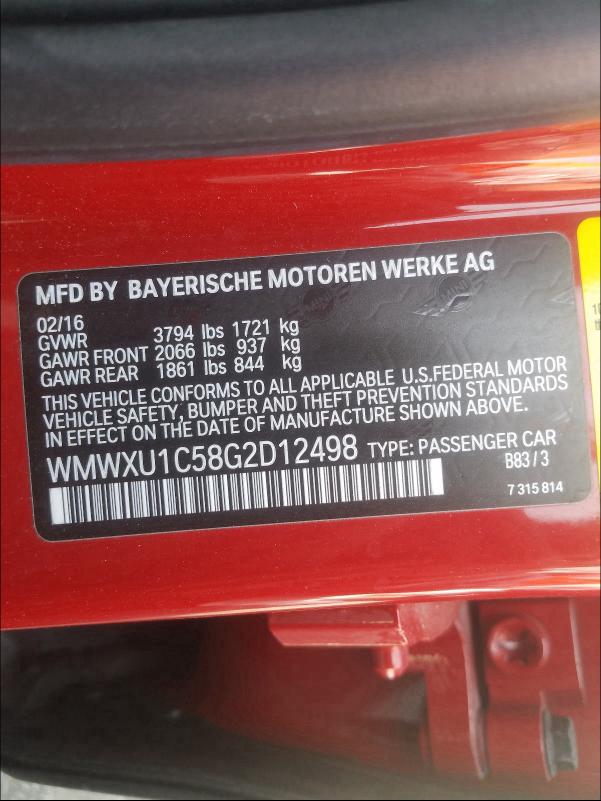 MFD BY BAYERISCHE MOTOREN WERKE AG
02/16
GVWR 3794 lbs 1721 kg
GAWR FRONT 2066 lbs 937 kg
GAWR REAR 1861 lbs 844 kg
THIS VEHICLE CONFORMS TO ALL APPLICABLE U.S.FEDERAL MOTOR
VEHICLE SAFETY, BUMPER AND THEFT PREVENTION STANDARDS
IN EFFECT ON THE DATE OF MANUFACTURE SHOWN ABOVE.
WMWXU1C58G2D12498 TYPE: PASSENGER CAR
B83/3
7 315 814
MINI
MINI